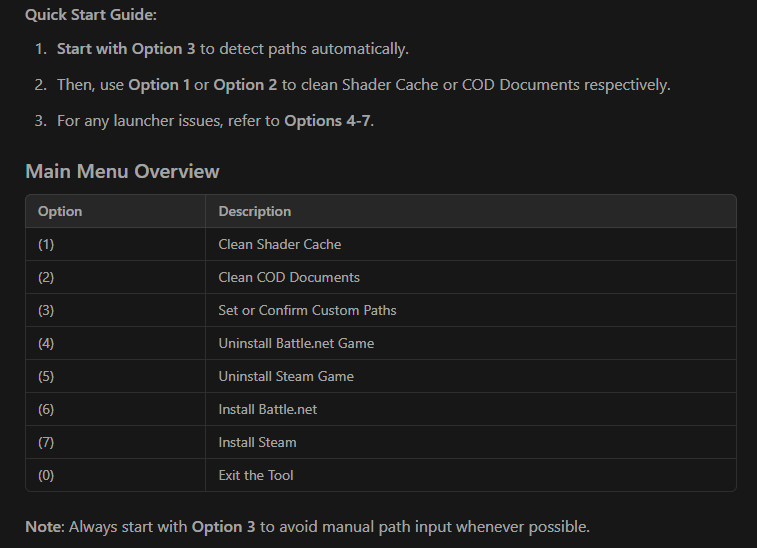 Quick Start Guide:
1. Start with Option 3 to detect paths automatically.
2. Then, use Option 1 or Option 2 to clean Shader Cache or COD Documents respectively.
3. For any launcher issues, refer to Options 4-7.
Main Menu Overview
Option Description
(1) Clean Shader Cache
(2) Clean COD Documents
(3) Set or Confirm Custom Paths
(4) Uninstall Battle.net Game
(5) Uninstall Steam Game
(6) Install Battle.net
(7) Install Steam
(0) Exit the Tool
Note: Always start with Option 3 to avoid manual path input whenever possible.